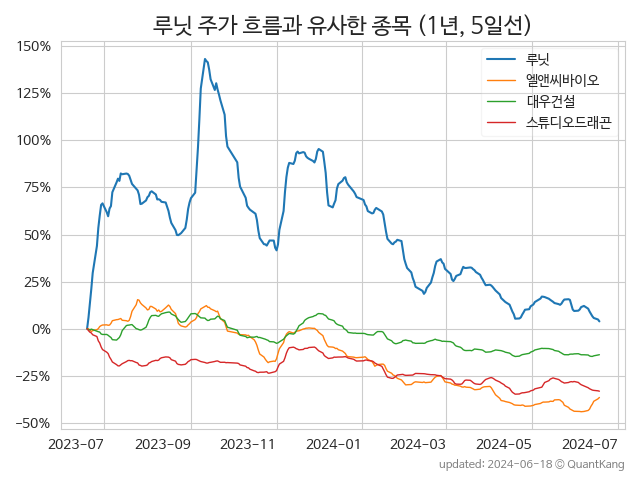 루닛 주가 흐름과 유사한 종목 (1년, 5일선)
150%
125%
100%
75%
50%
25%
0%
−25%
−50%
루닛
엘앤씨바이오
대우건설
스튜디오드래곤
2023−07 2023−09 2023−11 2024−01 2024−03 2024−05 2024−07
updated: 2024-06-18 © QuantKang